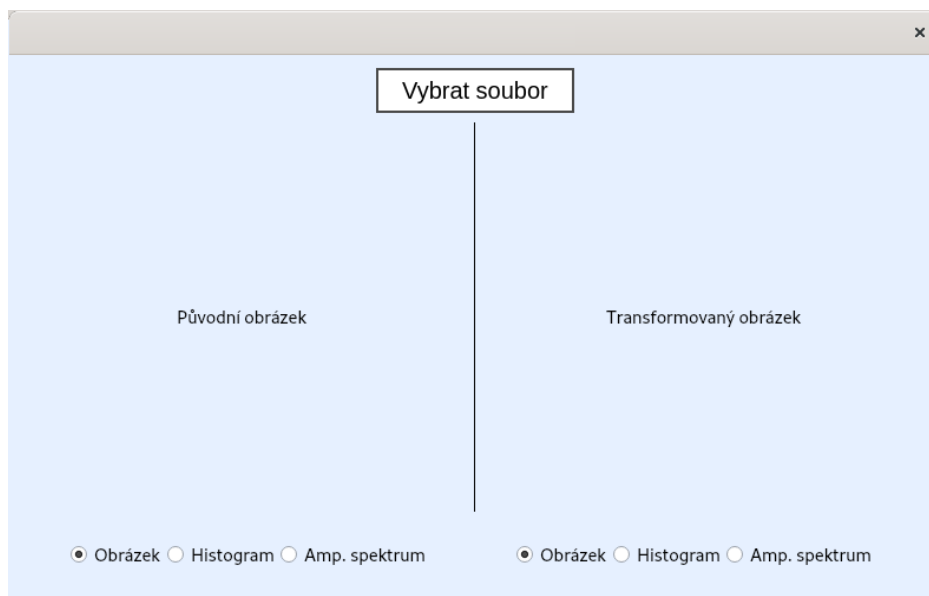 Vybrat soubor
Původní obrázek
Transformovaný obrázek
Obrázek Histogram Amp. spektrum
Obrázek Histogram Amp. spektrum